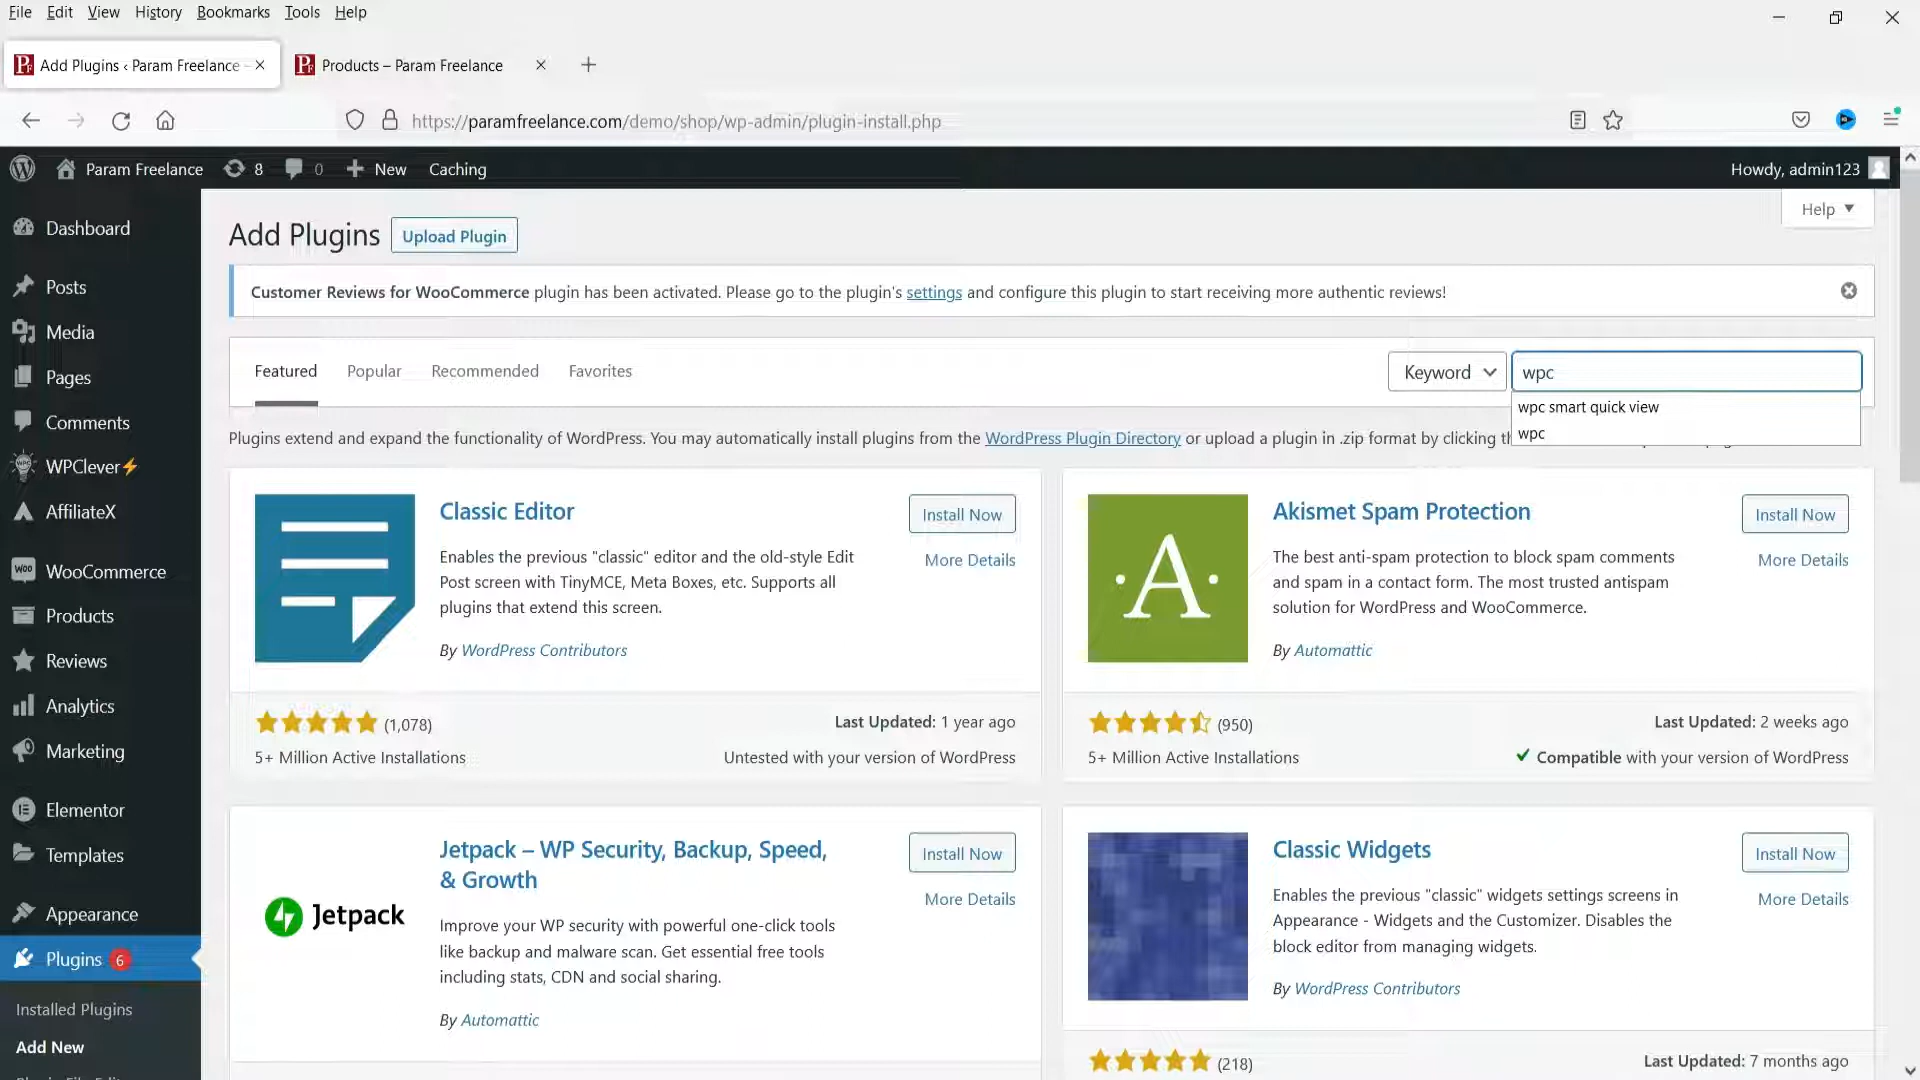 File Edit View History Bookmarks Tools Help
Add Plugins ‹ Param Freelance –
Products – Param Freelance
https://paramfreelance.com/demo/shop/wp-admin/plugin-install.php
Param Freelance 8 0 New Caching Howdy, admin123
Help
Dashboard
Posts
Media
Pages
Comments
WPClever⚡
AffiliateX
WooCommerce
Products
Reviews
Analytics
Marketing
Elementor
Templates
Appearance
Plugins 6
Installed Plugins
Add New
Add Plugins Upload Plugin
Customer Reviews for WooCommerce plugin has been activated. Please go to the plugin's settings and configure this plugin to start receiving more authentic reviews!
Featured Popular Recommended Favorites Keyword wpc
wpc smart quick view
wpc
Plugins extend and expand the functionality of WordPress. You may automatically install plugins from the WordPress Plugin Directory or upload a plugin in .zip format by clicking
Classic Editor
Install Now
More Details
Enables the previous "classic" editor and the old-style Edit
Post screen with TinyMCE, Meta Boxes, etc. Supports all
plugins that extend this screen.
By WordPress Contributors
(1,078)
Last Updated: 1 year ago
5+ Million Active Installations
Untested with your version of WordPress
A
Akismet Spam Protection
Install Now
More Details
The best anti-spam protection to block spam comments
and spam in a contact form. The most trusted antispam
solution for WordPress and WooCommerce.
By Automattic
(950)
Last Updated: 2 weeks ago
5+ Million Active Installations
Compatible with your version of WordPress
Jetpack
Jetpack – WP Security, Backup, Speed,
& Growth
Install Now
More Details
Improve your WP security with powerful one-click tools
like backup and malware scan. Get essential free tools
including stats, CDN and social sharing.
By Automattic
Classic Widgets
Install Now
More Details
Enables the previous "classic" widgets settings screens in
Appearance - Widgets and the Customizer. Disables the
block editor from managing widgets.
By WordPress Contributors
(218)
Last Updated: 7 months ago